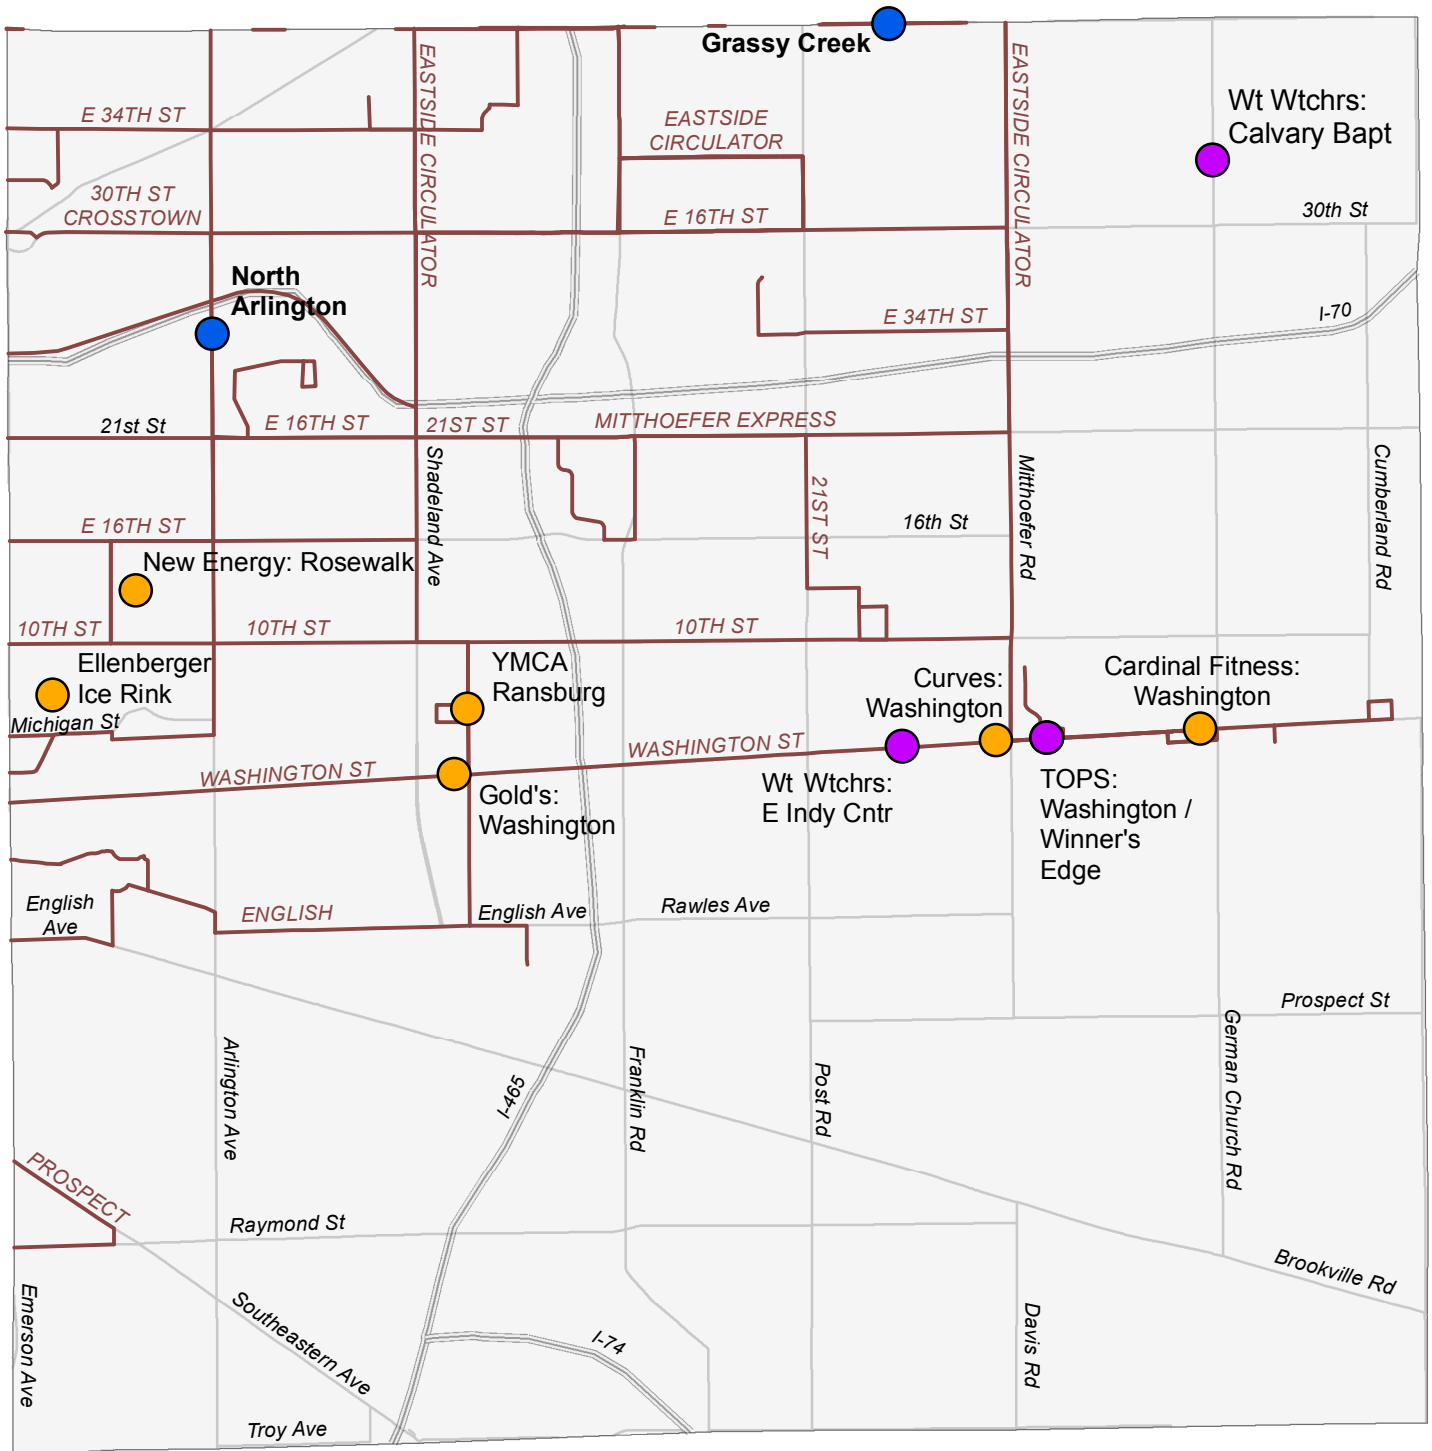 Grassy Creek
EASTSIDE CIRCULATOR
EASTSIDE CIRCULATOR
Wt Wtchrs:
Calvary Bapt
E 34TH ST
EASTSIDE
CIRCULATOR
30TH ST
CROSSTOWN
E 16TH ST
30th St
North
Arlington
E 34TH ST
I-70
21st St
E 16TH ST
21ST ST
MITTHOEFER EXPRESS
Shadeland Ave
21ST ST
Mitthoefer Rd
Cumberland Rd
E 16TH ST
16th St
New Energy: Rosewalk
10TH ST
10TH ST
10TH ST
Ellenberger
Ice Rink
YMCA
Ransburg
Curves:
Washington
Cardinal Fitness:
Washington
Michigan St
WASHINGTON ST
WASHINGTON ST
Gold's:
Washington
Wt Wtchrs:
E Indy Cntr
TOPS:
Washington /
Winner's
Edge
English
Ave
ENGLISH
English Ave
Rawles Ave
Prospect St
Arlington Ave
I-465
Franklin Rd
Post Rd
German Church Rd
PROSPECT
Raymond St
Brookville Rd
Emerson Ave
Southeastern Ave
I-74
Davis Rd
Troy Ave